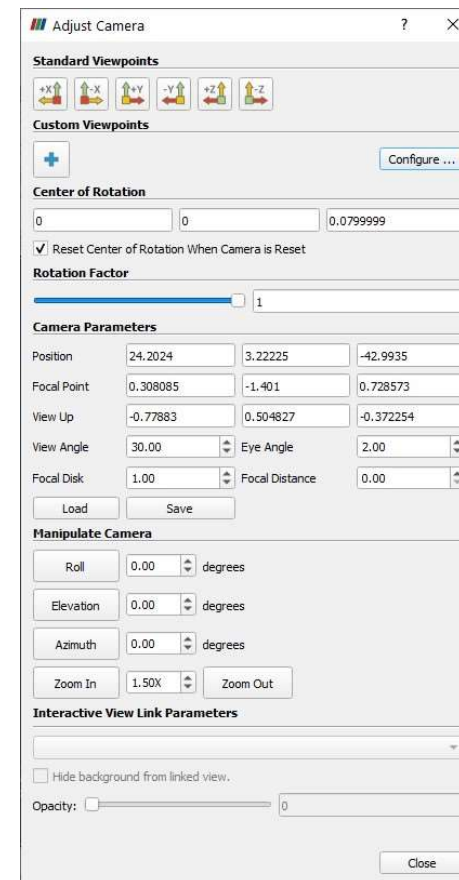 Adjust Camera ? X
Standard Viewpoints
+X -X +Y -Y +Z -Z
Custom Viewpoints
Configure ...
Center of Rotation
0 0 0.0799999
Reset Center of Rotation When Camera is Reset
Rotation Factor
1
Camera Parameters
Position 24.2024 3.22225 -42.9935
Focal Point 0.308085 -1.401 0.728573
View Up -0.77883 0.504827 -0.372254
View Angle 30.00 Eye Angle 2.00
Focal Disk 1.00 Focal Distance 0.00
Load Save
Manipulate Camera
Roll 0.00 degrees
Elevation 0.00 degrees
Azimuth 0.00 degrees
Zoom In 1.50X Zoom Out
Interactive View Link Parameters
Hide background from linked view.
Opacity: 0
Close